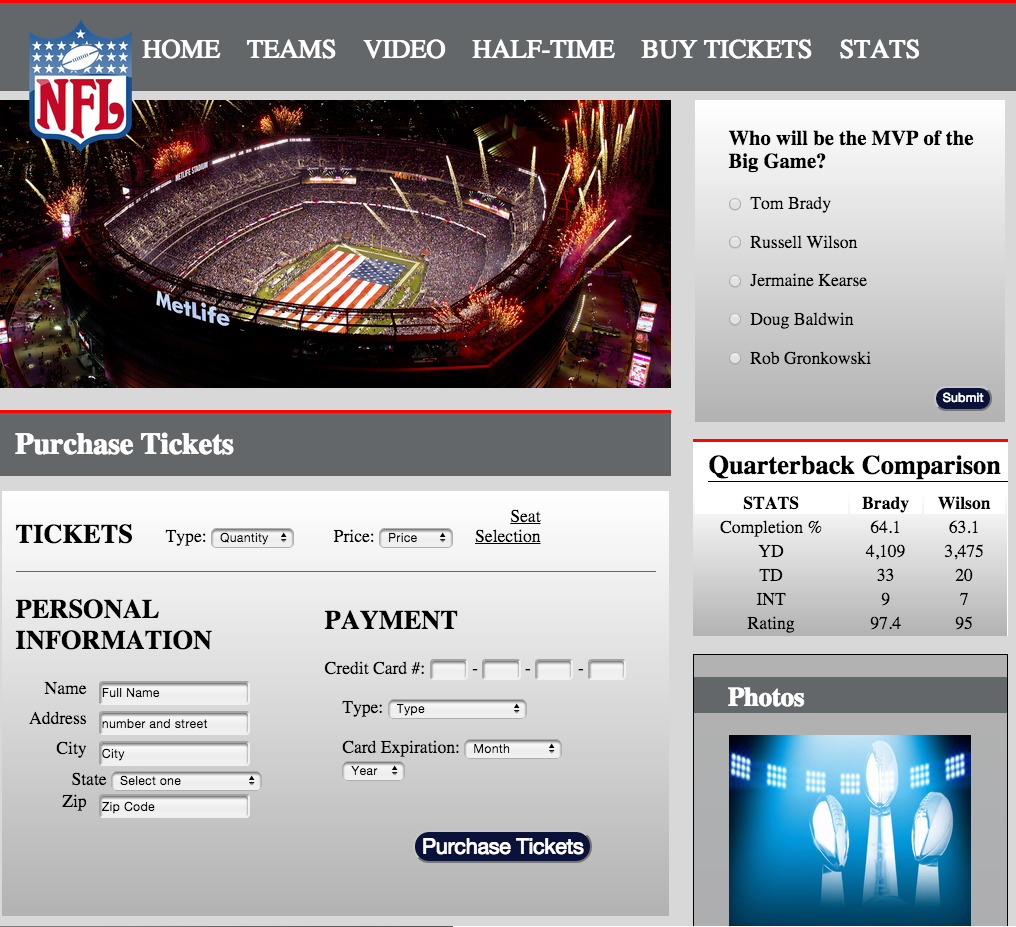 NFL
HOME TEAMS VIDEO HALF-TIME BUY TICKETS STATS
METLIFE STADIUM
MetLife
MetLife
Who will be the MVP of the
Big Game?
Tom Brady
Russell Wilson
Jermaine Kearse
Doug Baldwin
Rob Gronkowski
Submit
Purchase Tickets
TICKETS
Type: Quantity
Price: Price
Seat
Selection
PERSONAL
INFORMATION
Name Full Name
Address number and street
City City
State Select one
Zip Zip Code
PAYMENT
Credit Card #: - - -
Type: Type
Card Expiration: Month
Year
Purchase Tickets
Quarterback Comparison
STATS Brady Wilson
Completion % 64.1 63.1
YD 4,109 3,475
TD 33 20
INT 9 7
Rating 97.4 95
Photos